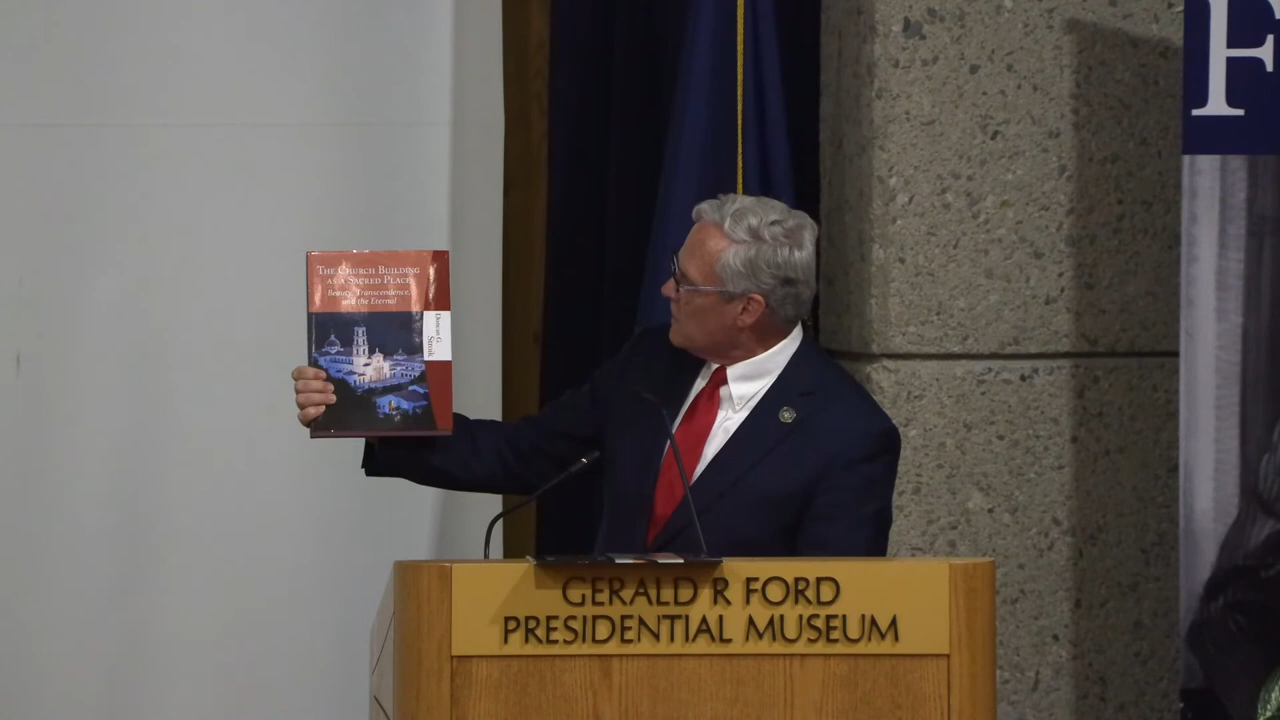 F
THE CHURCH BUILDING
AS A SACRED PLACE
Beauty, Transcendence,
and the Eternal
Duncan G.
Stroik
GERALD R FORD
PRESIDENTIAL MUSEUM